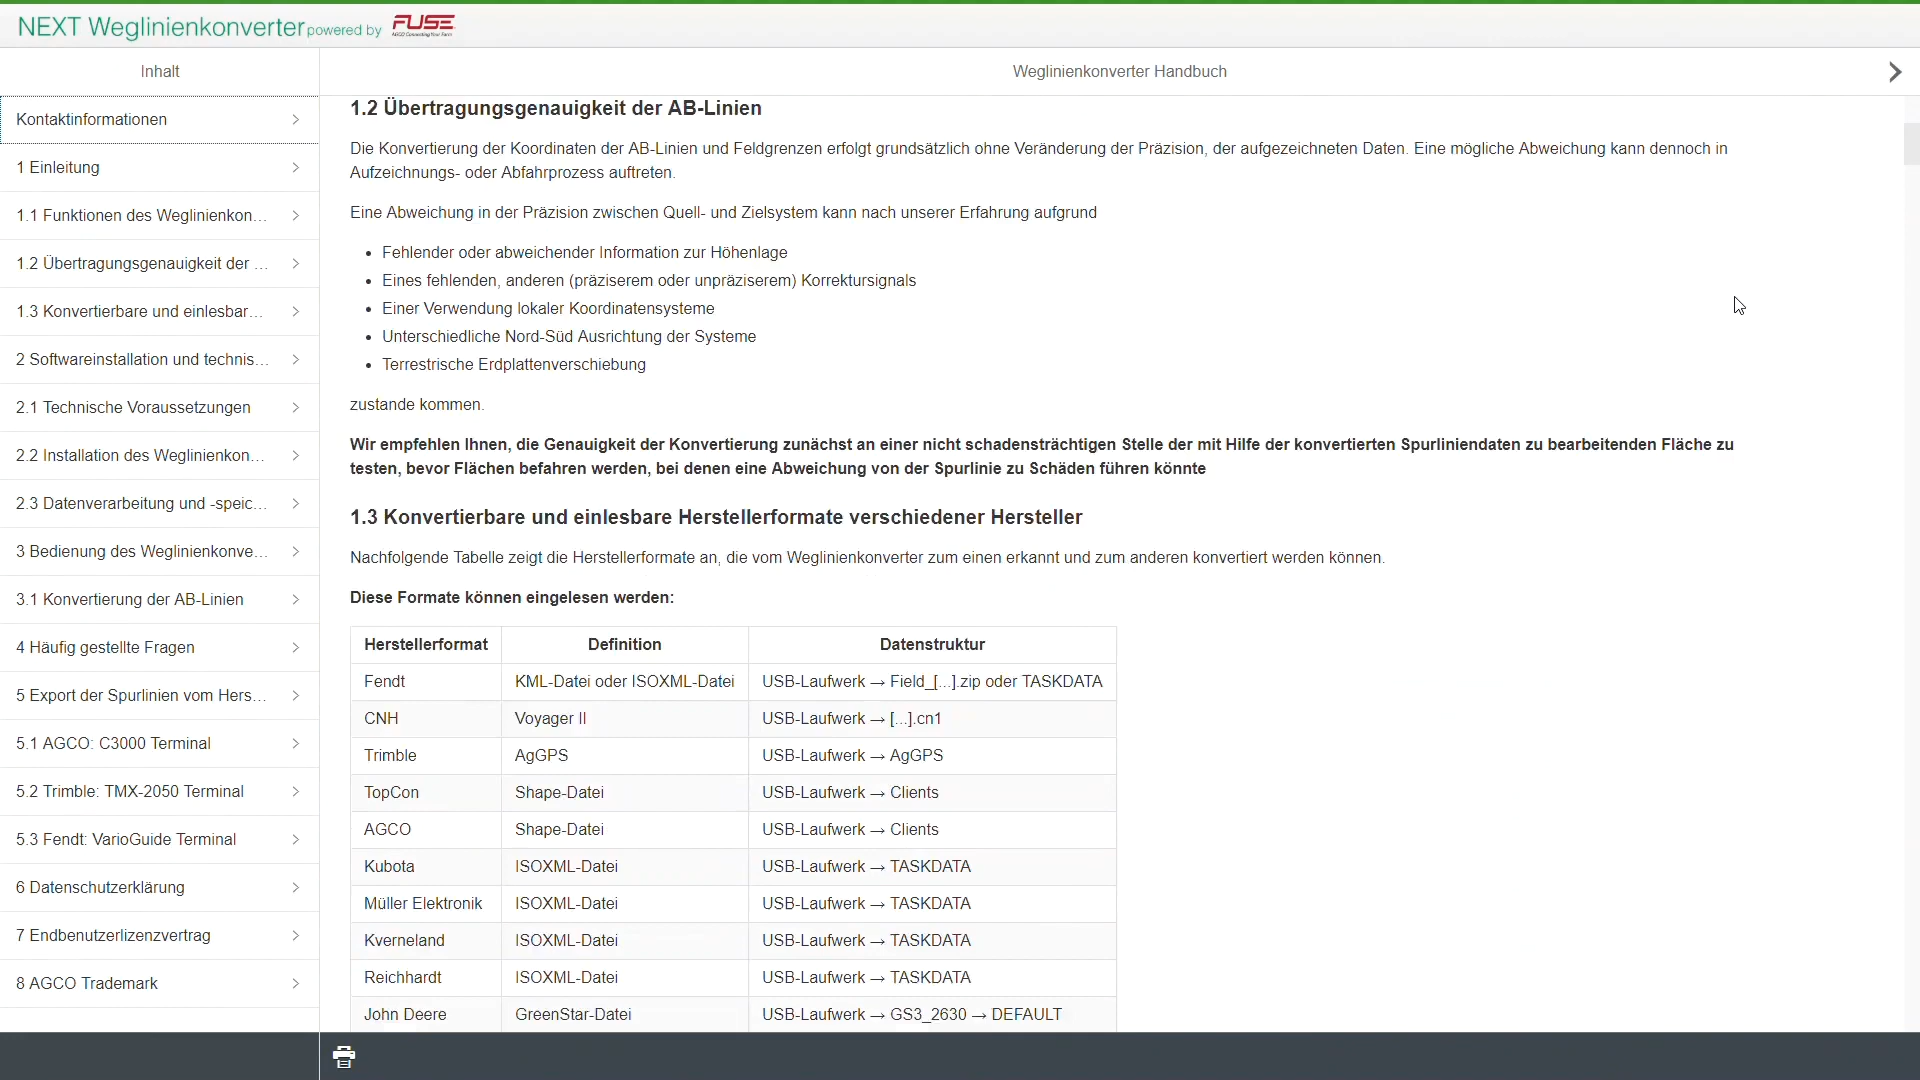 NEXT Weglinienkonverter powered by FUSE
AGCO Connecting Your Farm
Inhalt
Weglinienkonverter Handbuch
Kontaktinformationen
1 Einleitung
1.1 Funktionen des Weglinienkon...
1.2 Übertragungsgenauigkeit der ...
1.3 Konvertierbare und einlesbar...
2 Softwareinstallation und technis...
2.1 Technische Voraussetzungen
2.2 Installation des Weglinienkon...
2.3 Datenverarbeitung und -speic...
3 Bedienung des Weglinienkonve...
3.1 Konvertierung der AB-Linien
4 Häufig gestellte Fragen
5 Export der Spurlinien vom Hers...
5.1 AGCO: C3000 Terminal
5.2 Trimble: TMX-2050 Terminal
5.3 Fendt: VarioGuide Terminal
6 Datenschutzerklärung
7 Endbenutzerlizenzvertrag
8 AGCO Trademark
1.2 Übertragungsgenauigkeit der AB-Linien
Die Konvertierung der Koordinaten der AB-Linien und Feldgrenzen erfolgt grundsätzlich ohne Veränderung der Präzision, der aufgezeichneten Daten. Eine mögliche Abweichung kann dennoch in
Aufzeichnungs- oder Abfahrprozess auftreten.
Eine Abweichung in der Präzision zwischen Quell- und Zielsystem kann nach unserer Erfahrung aufgrund
• Fehlender oder abweichender Information zur Höhenlage
• Eines fehlenden, anderen (präziserem oder unpräziserem) Korrektursignals
• Einer Verwendung lokaler Koordinatensysteme
• Unterschiedliche Nord-Süd Ausrichtung der Systeme
• Terrestrische Erdplattenverschiebung
zustande kommen.
Wir empfehlen Ihnen, die Genauigkeit der Konvertierung zunächst an einer nicht schadensträchtigen Stelle der mit Hilfe der konvertierten Spurliniendaten zu bearbeitenden Fläche zu
testen, bevor Flächen befahren werden, bei denen eine Abweichung von der Spurlinie zu Schäden führen könnte
1.3 Konvertierbare und einlesbare Herstellerformate verschiedener Hersteller
Nachfolgende Tabelle zeigt die Herstellerformate an, die vom Weglinienkonverter zum einen erkannt und zum anderen konvertiert werden können.
Diese Formate können eingelesen werden:
Herstellerformat Definition Datenstruktur
Fendt KML-Datei oder ISOXML-Datei USB-Laufwerk → Field_[...].zip oder TASKDATA
CNH Voyager II USB-Laufwerk → [...].cn1
Trimble AgGPS USB-Laufwerk → AgGPS
TopCon Shape-Datei USB-Laufwerk → Clients
AGCO Shape-Datei USB-Laufwerk → Clients
Kubota ISOXML-Datei USB-Laufwerk → TASKDATA
Müller Elektronik ISOXML-Datei USB-Laufwerk → TASKDATA
Kverneland ISOXML-Datei USB-Laufwerk → TASKDATA
Reichhardt ISOXML-Datei USB-Laufwerk → TASKDATA
John Deere GreenStar-Datei USB-Laufwerk → GS3_2630 → DEFAULT